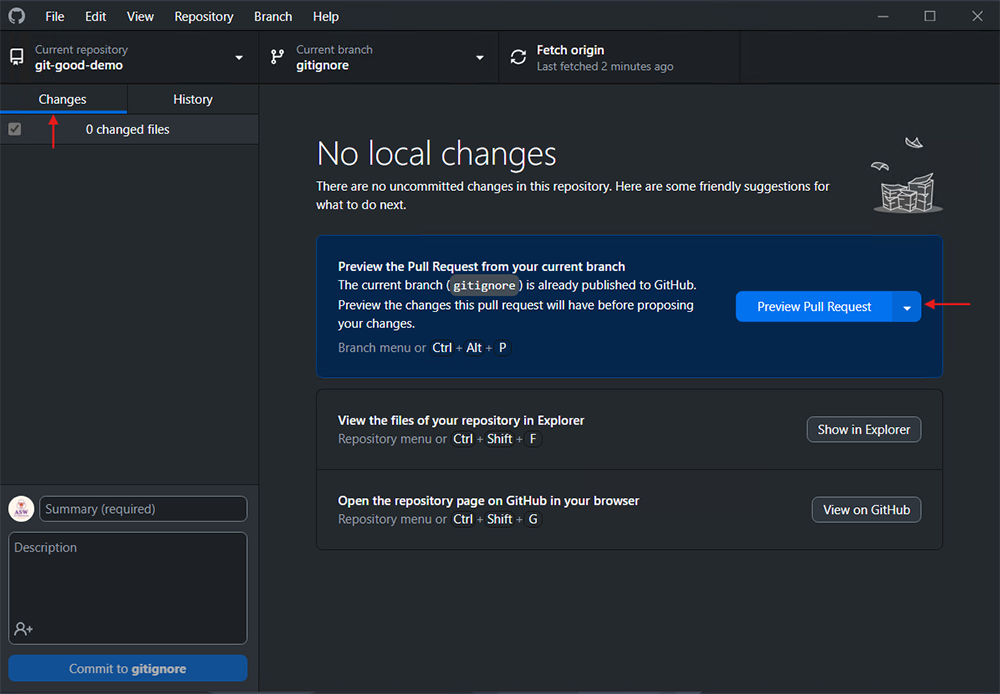 File Edit View Repository Branch Help
Current repository
git-good-demo
Current branch
gitignore
Fetch origin
Last fetched 2 minutes ago
Changes
History
0 changed files
No local changes
There are no uncommitted changes in this repository. Here are some friendly suggestions for
what to do next.
Preview the Pull Request from your current branch
The current branch (gitignore) is already published to GitHub.
Preview the changes this pull request will have before proposing
your changes.
Branch menu or Ctrl + Alt + P
Preview Pull Request
View the files of your repository in Explorer
Repository menu or Ctrl + Shift + F
Show in Explorer
Open the repository page on GitHub in your browser
Repository menu or Ctrl + Shift + G
View on GitHub
ASW
Summary (required)
Description
Commit to gitignore